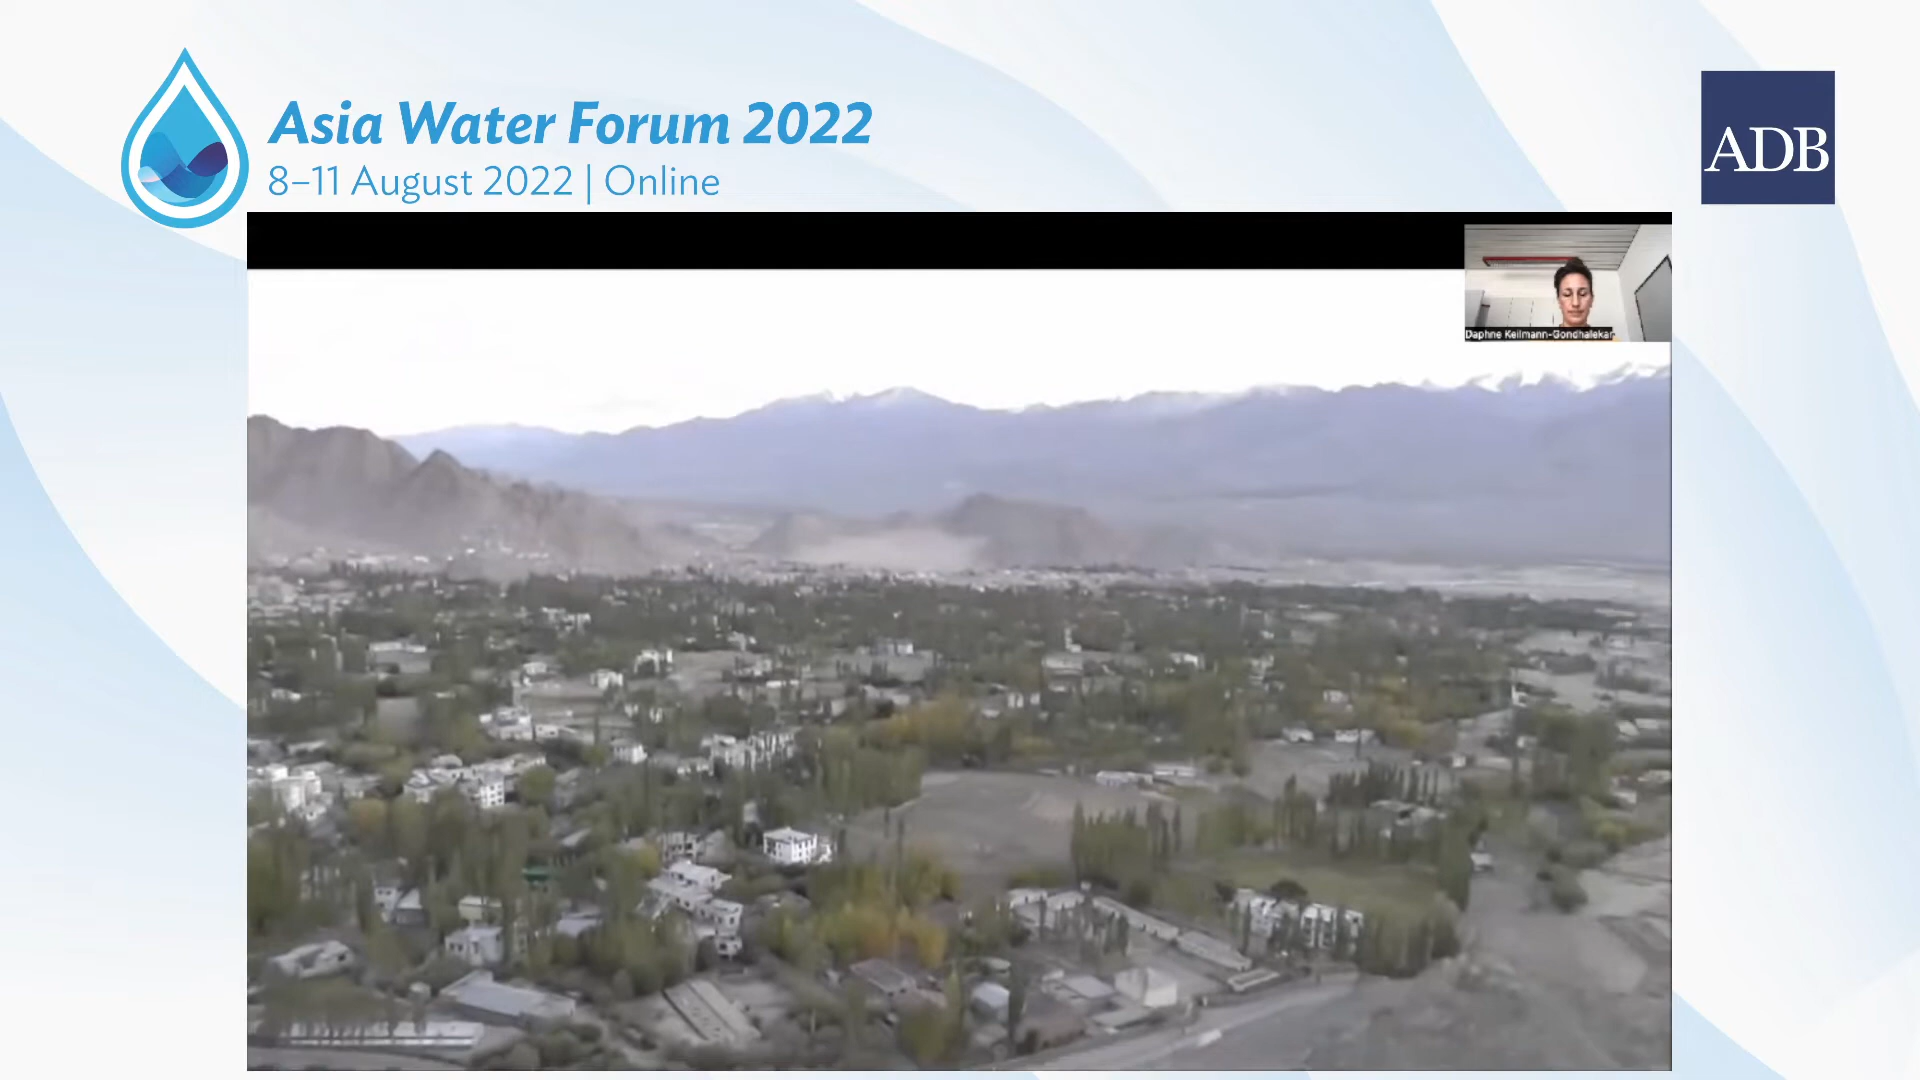 Asia Water Forum 2022
8–11 August 2022 | Online
ADB
Daphne Keilmann-Gondhalekar